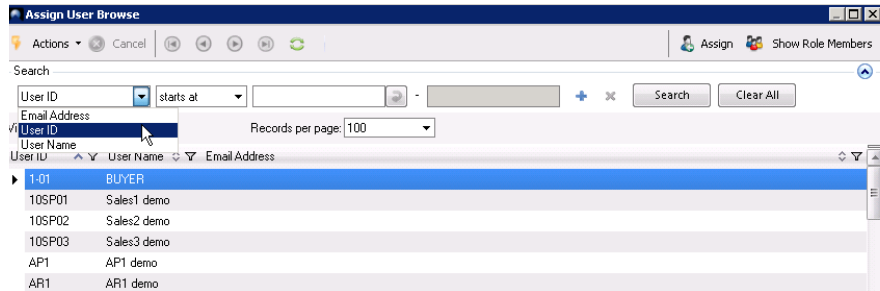 Assign User Browse
Actions Cancel Assign Show Role Members
Search
User ID starts at - Search Clear All
Email Address
User ID
User Name
Records per page: 100
User ID User Name Email Address
1-01 BUYER
10SP01 Sales1 demo
10SP02 Sales2 demo
10SP03 Sales3 demo
AP1 AP1 demo
AR1 AR1 demo